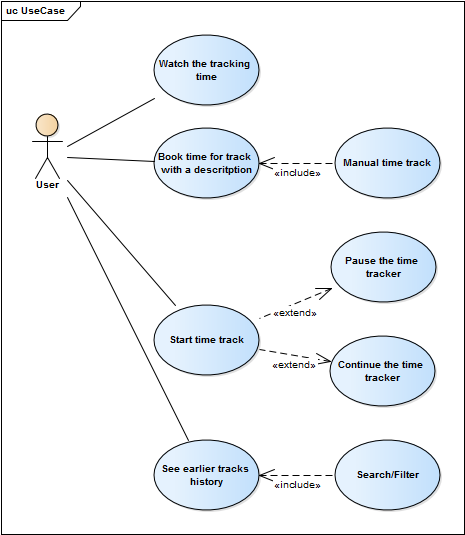 uc UseCase
Watch the tracking
time
User
Book time for track
with a descritption
«include»
Manual time track
Pause the time
tracker
«extend»
Start time track
«extend»
Continue the time
tracker
See earlier tracks
history
«include»
Search/Filter